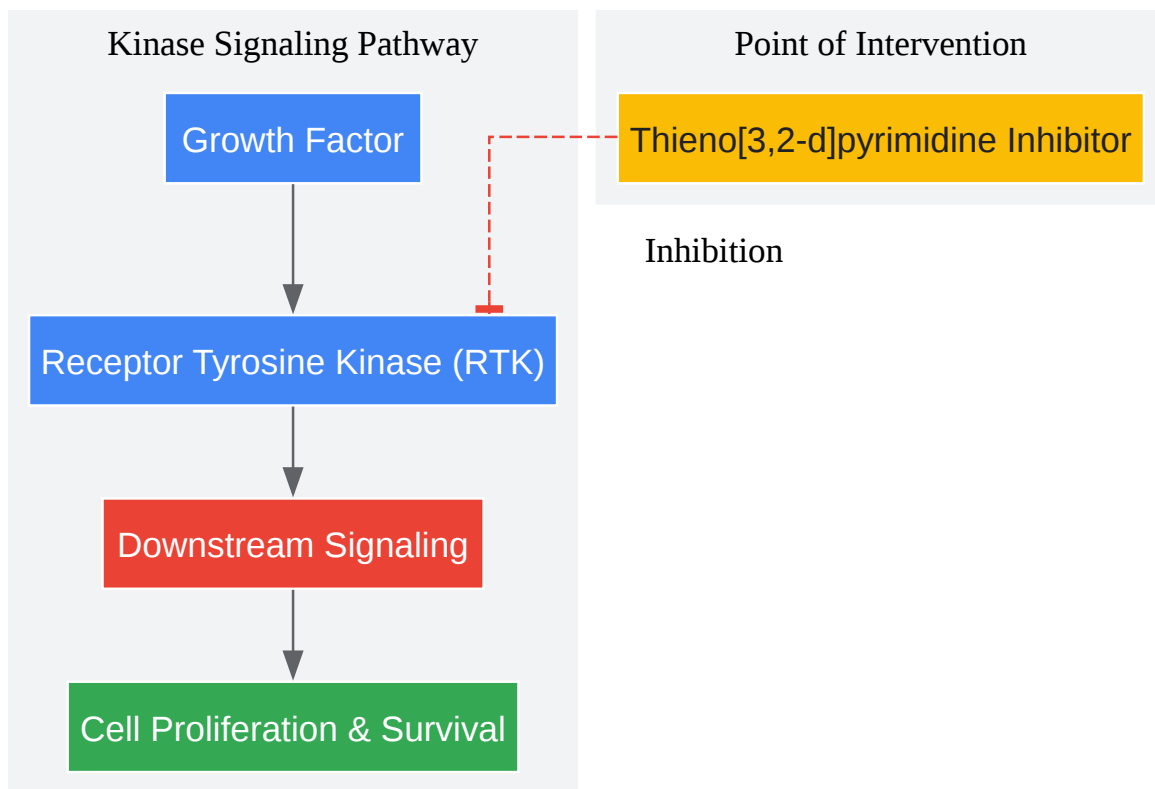 Kinase Signaling Pathway
Growth Factor
Receptor Tyrosine Kinase (RTK)
Downstream Signaling
Cell Proliferation & Survival
Point of Intervention
Thieno[3,2-d]pyrimidine Inhibitor
Inhibition